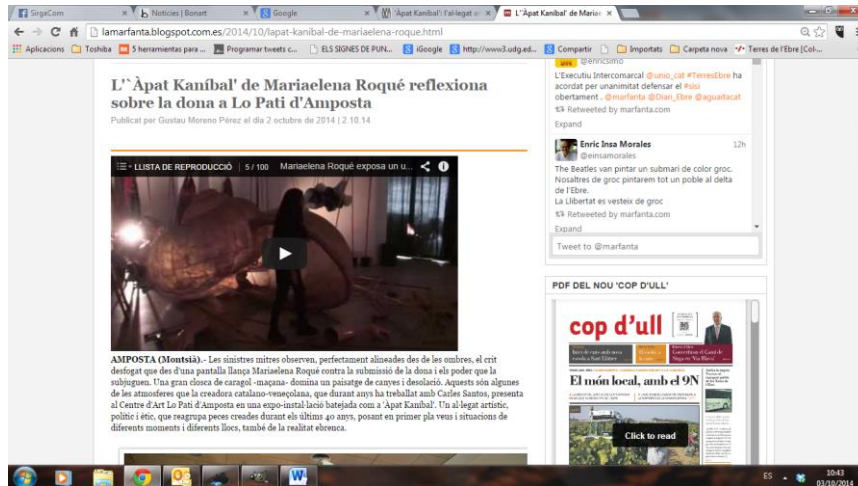 SirgaCom
Noticies | Bonart
Google
'Àpat Kaníbal': l'al·legat
L'`Àpat Kaníbal' de Mariae
lamarfanta.blogspot.com.es/2014/10/lapat-kanibal-de-mariaelena-roque.html
Aplicacions
Toshiba
5 herramientas para ...
Programar tweets c...
ELS SIGNES DE PUN...
iGoogle
http://www3.udg.ed...
Compartir
Importats
Carpeta nova
Terres de l'Ebre (Col·...
L'`Àpat Kaníbal' de Mariaelena Roqué reflexiona
sobre la dona a Lo Pati d'Amposta
Publicat per Gustau Moreno Pérez el dia 2 octubre de 2014 | 2.10.14
LLISTA DE REPRODUCCIÓ | 5 / 100 Mariaelena Roqué exposa un u...
AMPOSTA (Montsià).- Les sinistres mitres observen, perfectament alineades des de les ombres, el crit
desfogat que des d'una pantalla llança Mariaelena Roqué contra la submissió de la dona i els poder que la
subjuguen. Una gran closca de caragol -maçana- domina un paisatge de canyes i desolació. Aquests són algunes
de les atmosferes que la creadora catalano-veneçolana, que durant anys ha treballat amb Carles Santos, presenta
al Centre d'Art Lo Pati d'Amposta en una expo-instal·lació batejada com a 'Àpat Kaníbal'. Un al·legat artístic,
polític i ètic, que reagrupa peces creades durant els últims 40 anys, posant en primer pla veus i situacions de
diferents moments i diferents llocs, també de la realitat ebrenca.
@enricsimo
L'Executiu Intercomarcal @unio_cat #TerresEbre ha
acordat per unanimitat defensar el #sisi
obertament . @marfanta @Diari_Ebre @aguaitacat
Retweeted by marfanta.com
Expand
Enric Insa Morales 12h
@einsamorales
The Beatles van pintar un submari de color groc.
Nosaltres de groc pintarem tot un poble al delta
de l'Ebre.
La Llibertat es vesteix de groc
Retweeted by marfanta.com
Expand
Tweet to @marfanta
PDF DEL NOU 'COP D'ULL'
cop d'ull
El món local, amb el 9N
Click to read
ES
10:43
03/10/2014